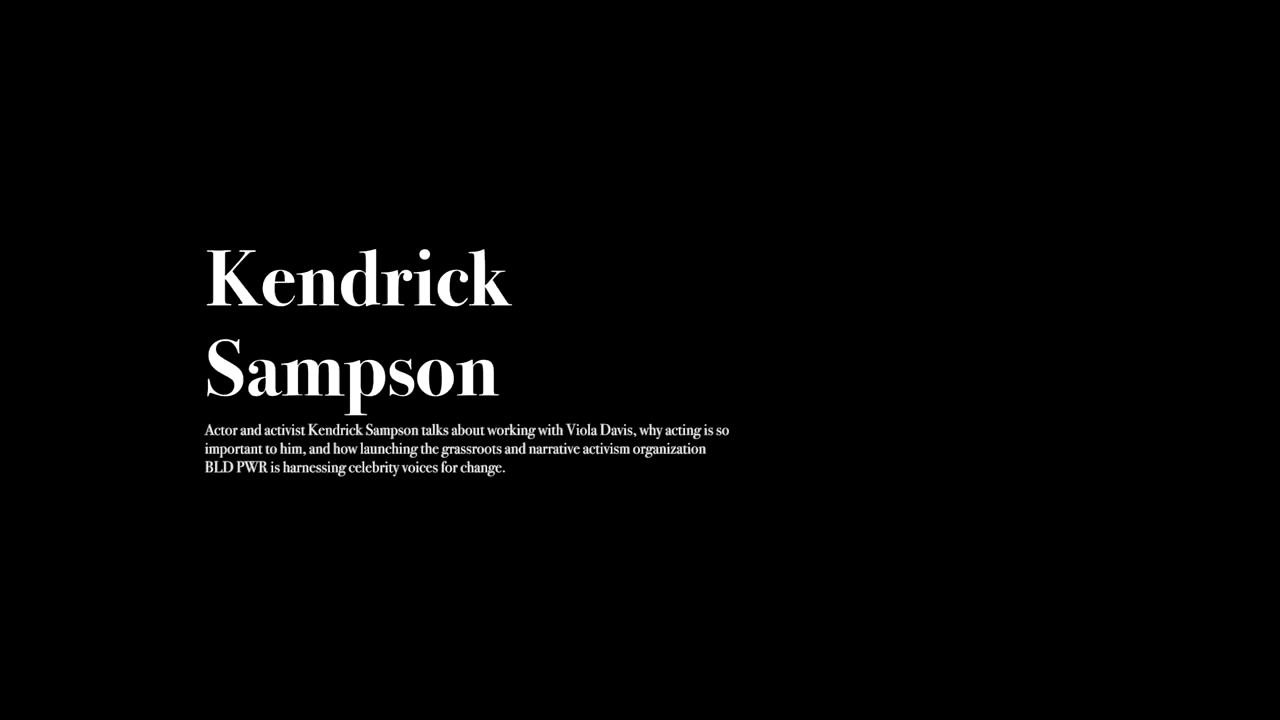 Kendrick
Sampson
Actor and activist Kendrick Sampson talks about working with Viola Davis, why acting is so
important to him, and how launching the grassroots and narrative activism organization
BLD PWR is harnessing celebrity voices for change.